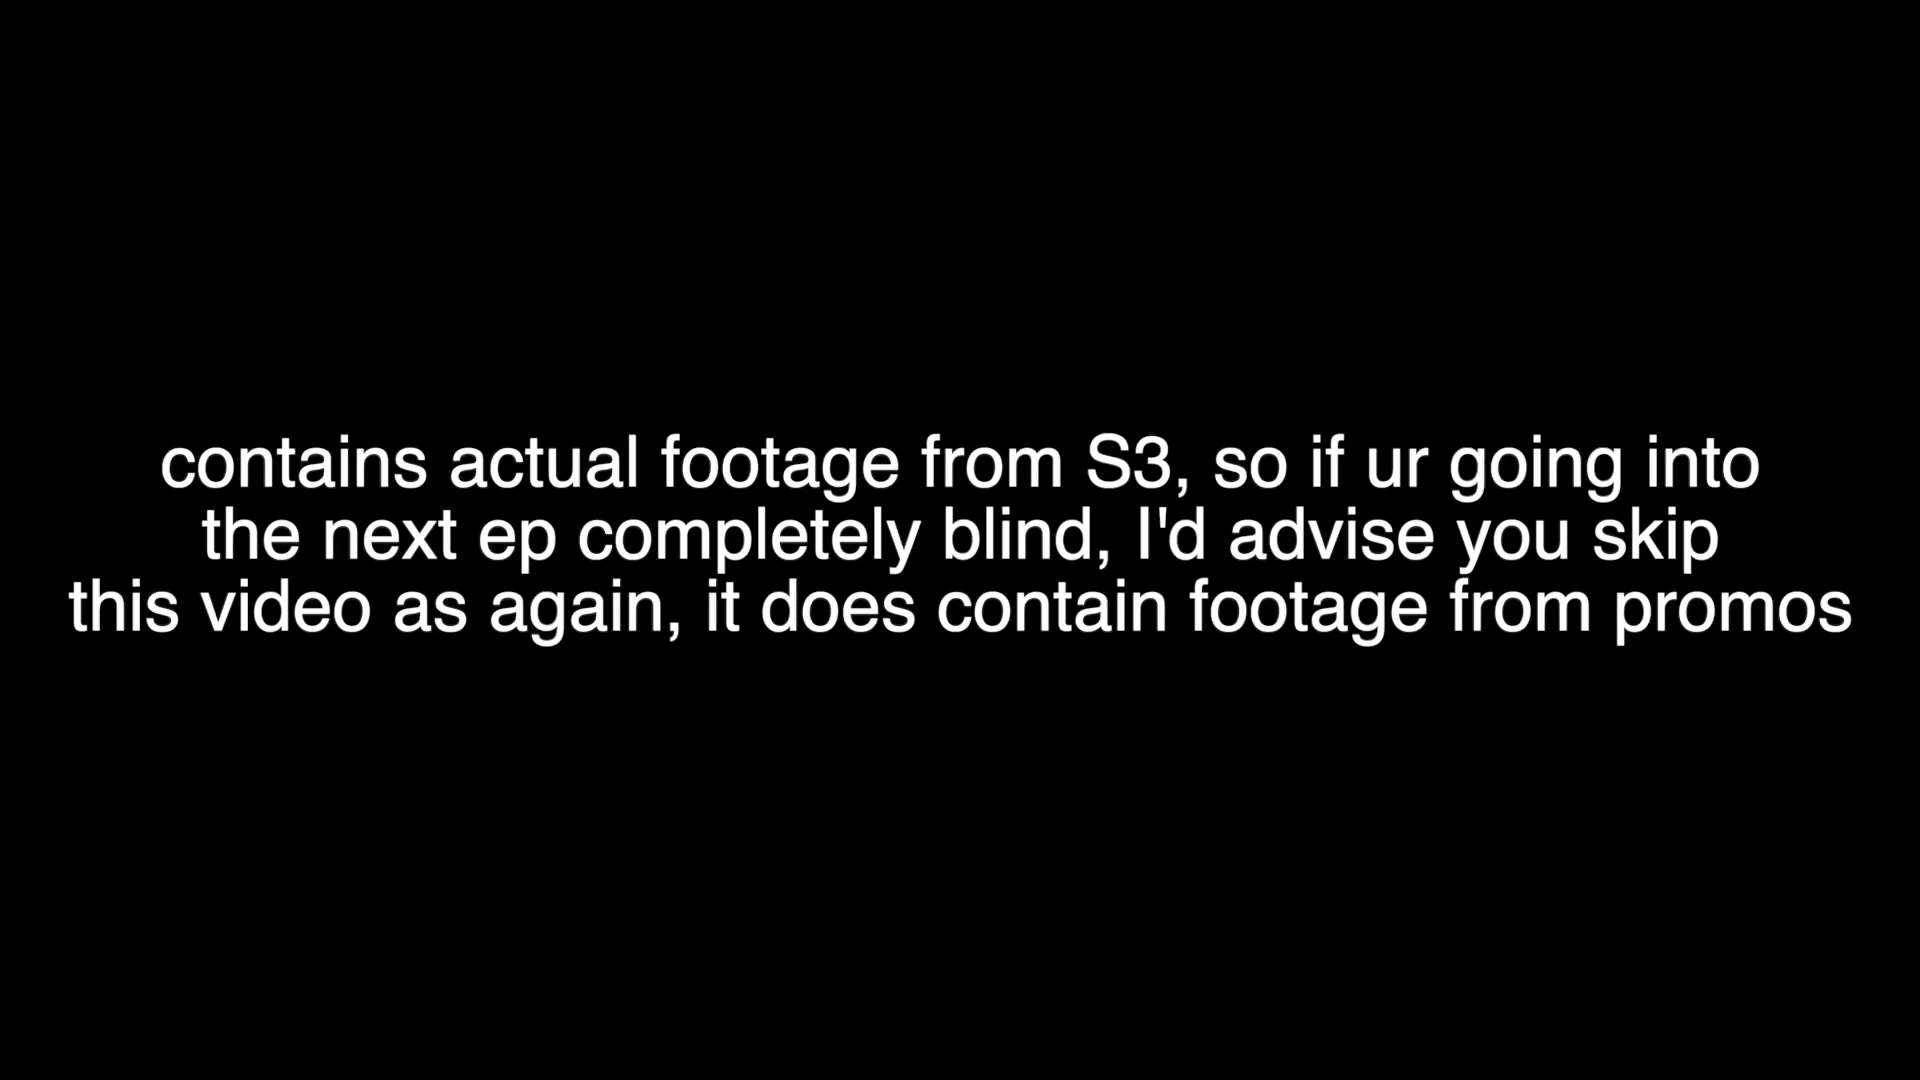 contains actual footage from S3, so if ur going into
the next ep completely blind, I'd advise you skip
this video as again, it does contain footage from promos